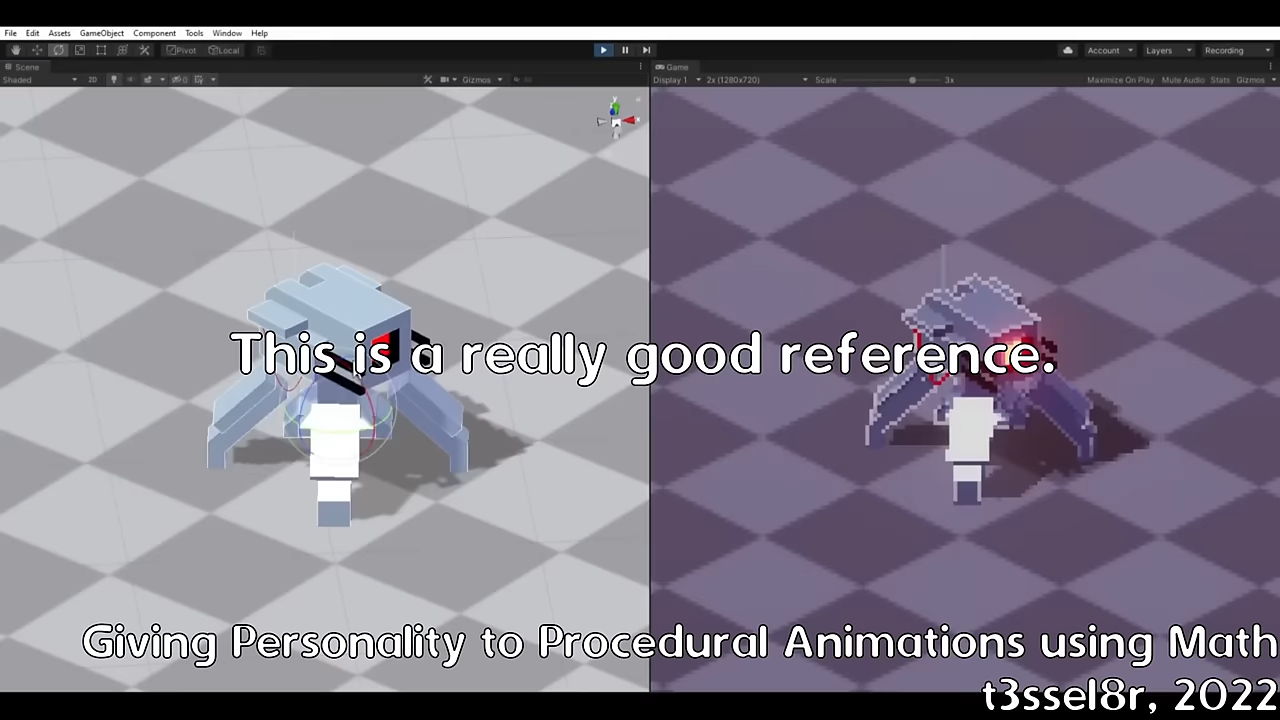 File Edit Assets GameObject Component Tools Window Help
Pivot Local Account Layers Recording
Scene Game
Shaded 2D 0 Gizmos Display 1 2x (1280x720) Scale 3x Maximize On Play Mute Audio Stats Gizmos
y
This is a really good reference.
Giving Personality to Procedural Animations using Math
t3ssel8r, 2022